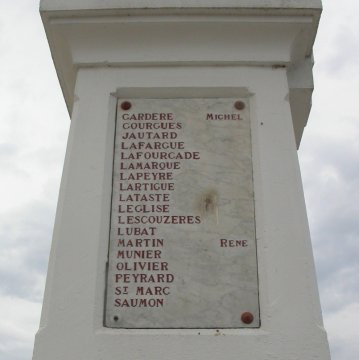 GARDERE MICHEL
GOURGUES
JAUTARD
LAFARGUE
LAFOURCADE
LAMARQUE
LAPEYRE
LARTIGUE
LATASTE
LEGLISE
LESCOUZERES
LUBAT
MARTIN RENE
MUNIER
OLIVIER
PEYRARD
ST MARC
SAUMON